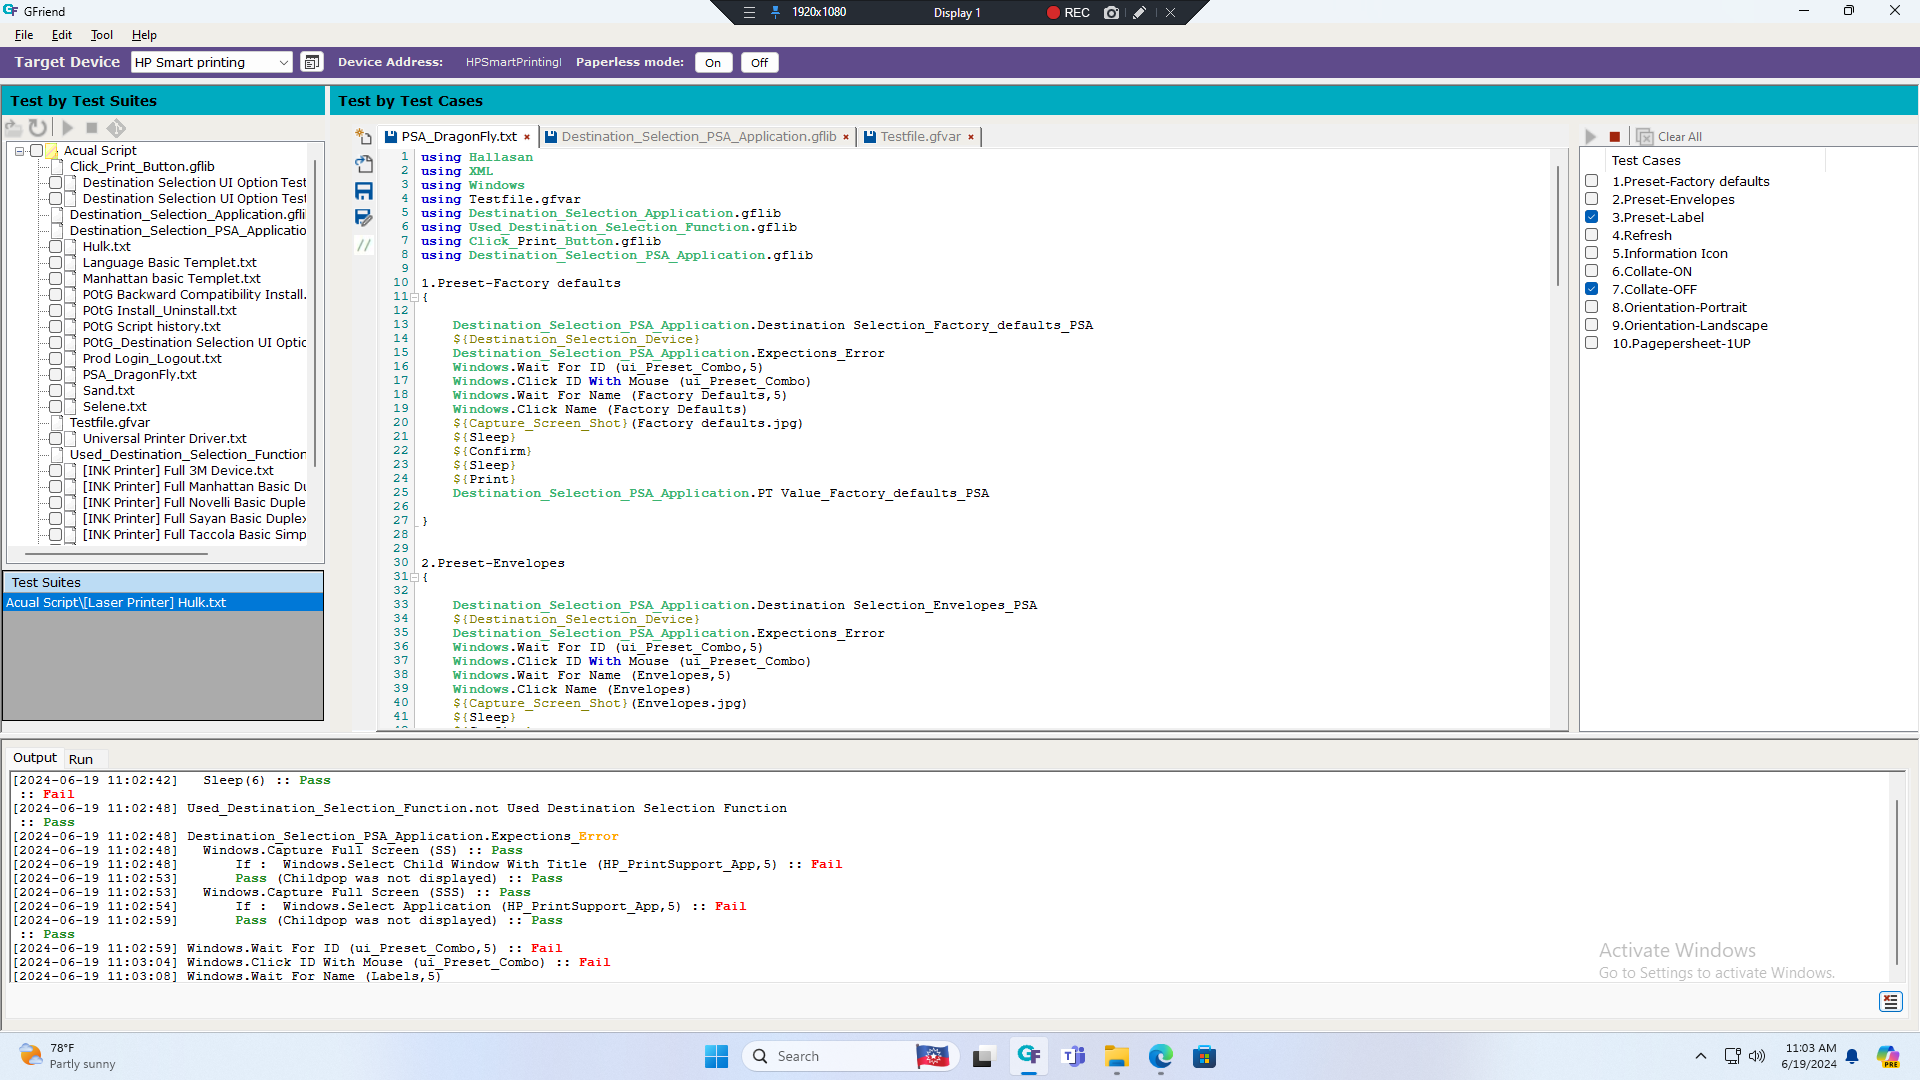 GFriend
1920x1080
Display 1
REC
File Edit Tool Help
Target Device
HP Smart printing
Device Address:
HPSmartPrintingl
Paperless mode:
On
Off
Test by Test Suites
Acual Script
Click_Print_Button.gflib
Destination Selection UI Option Test
Destination Selection UI Option Test
Destination_Selection_Application.gfli
Destination_Selection_PSA_Applicatio
Hulk.txt
Language Basic Templet.txt
Manhattan basic Templet.txt
POtG Backward Compatibility Install.
POtG Install_Uninstall.txt
POtG Script history.txt
POtG_Destination Selection UI Optic
Prod Login_Logout.txt
PSA_DragonFly.txt
Sand.txt
Selene.txt
Testfile.gfvar
Universal Printer Driver.txt
Used_Destination_Selection_Function
[INK Printer] Full 3M Device.txt
[INK Printer] Full Manhattan Basic Du
[INK Printer] Full Novelli Basic Duple
[INK Printer] Full Sayan Basic Duplex
[INK Printer] Full Taccola Basic Simp
Test Suites
Acual Script\[Laser Printer] Hulk.txt
Test by Test Cases
PSA_DragonFly.txt
Destination_Selection_PSA_Application.gflib
Testfile.gfvar
1 using Hallasan
2 using XML
3 using Windows
4 using Testfile.gfvar
5 using Destination_Selection_Application.gflib
6 using Used_Destination_Selection_Function.gflib
7 using Click_Print_Button.gflib
8 using Destination_Selection_PSA_Application.gflib
9
10 1.Preset-Factory defaults
11 {
12
13 Destination_Selection_PSA_Application.Destination Selection_Factory_defaults_PSA
14 ${Destination_Selection_Device}
15 Destination_Selection_PSA_Application.Expections_Error
16 Windows.Wait For ID (ui_Preset_Combo,5)
17 Windows.Click ID With Mouse (ui_Preset_Combo)
18 Windows.Wait For Name (Factory Defaults,5)
19 Windows.Click Name (Factory Defaults)
20 ${Capture_Screen_Shot}(Factory defaults.jpg)
21 ${Sleep}
22 ${Confirm}
23 ${Sleep}
24 ${Print}
25 Destination_Selection_PSA_Application.PT Value_Factory_defaults_PSA
26
27 }
28
29
30 2.Preset-Envelopes
31 {
32
33 Destination_Selection_PSA_Application.Destination Selection_Envelopes_PSA
34 ${Destination_Selection_Device}
35 Destination_Selection_PSA_Application.Expections_Error
36 Windows.Wait For ID (ui_Preset_Combo,5)
37 Windows.Click ID With Mouse (ui_Preset_Combo)
38 Windows.Wait For Name (Envelopes,5)
39 Windows.Click Name (Envelopes)
40 ${Capture_Screen_Shot}(Envelopes.jpg)
41 ${Sleep}
Clear All
Test Cases
1.Preset-Factory defaults
2.Preset-Envelopes
3.Preset-Label
4.Refresh
5.Information Icon
6.Collate-ON
7.Collate-OFF
8.Orientation-Portrait
9.Orientation-Landscape
10.Pagepersheet-1UP
Output
Run
[2024-06-19 11:02:42] Sleep(6) :: Pass
:: Fail
[2024-06-19 11:02:48] Used_Destination_Selection_Function.not Used Destination Selection Function
:: Pass
[2024-06-19 11:02:48] Destination_Selection_PSA_Application.Expections_Error
[2024-06-19 11:02:48] Windows.Capture Full Screen (SS) :: Pass
[2024-06-19 11:02:48] If : Windows.Select Child Window With Title (HP_PrintSupport_App,5) :: Fail
[2024-06-19 11:02:53] Pass (Childpop was not displayed) :: Pass
[2024-06-19 11:02:53] Windows.Capture Full Screen (SSS) :: Pass
[2024-06-19 11:02:54] If : Windows.Select Application (HP_PrintSupport_App,5) :: Fail
[2024-06-19 11:02:59] Pass (Childpop was not displayed) :: Pass
:: Pass
[2024-06-19 11:02:59] Windows.Wait For ID (ui_Preset_Combo,5) :: Fail
[2024-06-19 11:03:04] Windows.Click ID With Mouse (ui_Preset_Combo) :: Fail
[2024-06-19 11:03:08] Windows.Wait For Name (Labels,5)
Activate Windows
Go to Settings to activate Windows.
78°F
Partly sunny
Search
11:03 AM
6/19/2024
PRE